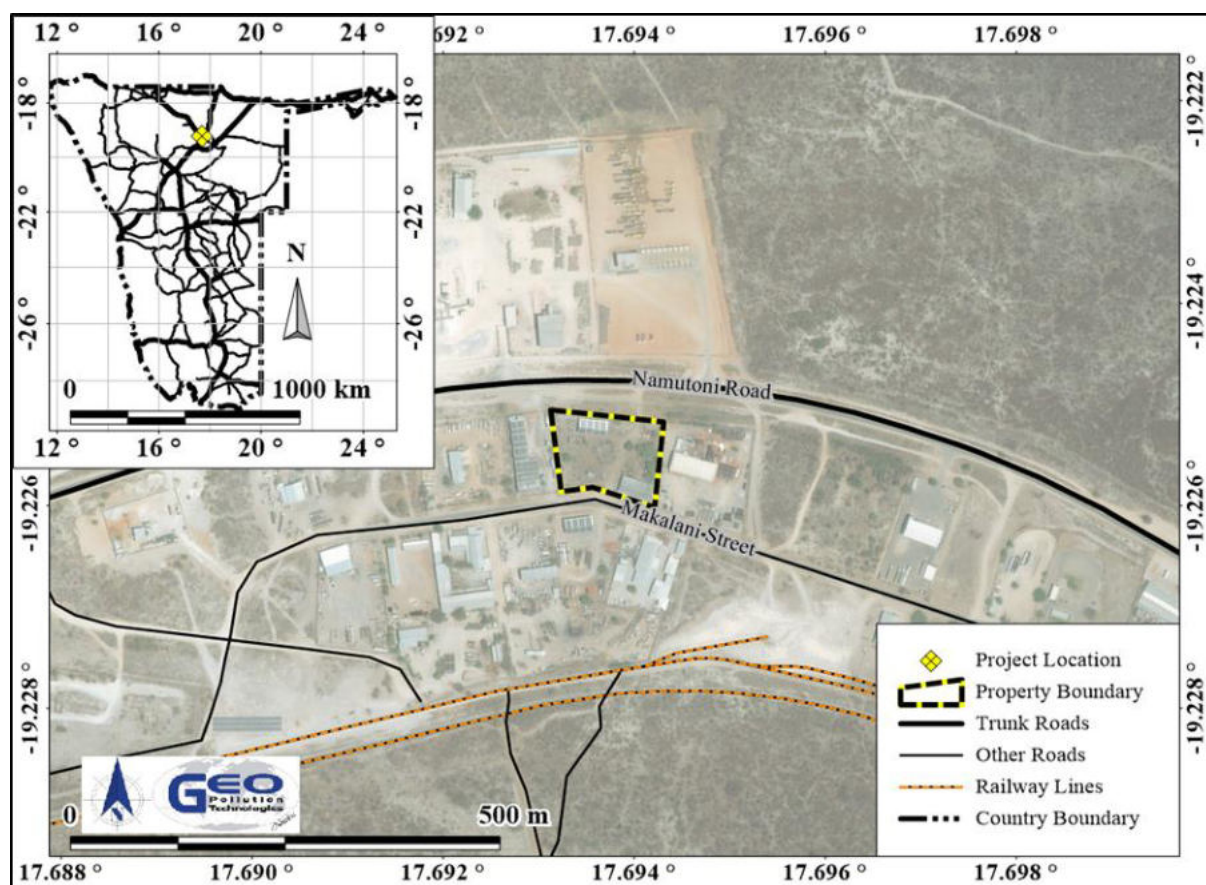 12 °
16 °
20 °
24 °
.692 °
17.694 °
17.696 °
17.698 °
-18 °
-22 °
-26 °
-18 °
-22 °
-26 °
N
0
1000 km
12 °
16 °
20 °
24 °
-19.222 °
-19.224 °
-19.226 °
-19.228 °
-19.226 °
-19.228 °
Namutoni Road
Makalani Street
Project Location
Property Boundary
Trunk Roads
Other Roads
Railway Lines
Country Boundary
GEO
Pollution
Technologies
0
500 m
17.688 °
17.690 °
17.692 °
17.694 °
17.696 °
17.698 °